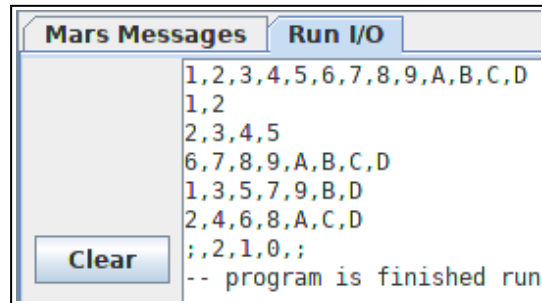 Mars Messages Run I/O
1,2,3,4,5,6,7,8,9,A,B,C,D
1,2
2,3,4,5
6,7,8,9,A,B,C,D
1,3,5,7,9,B,D
2,4,6,8,A,C,D
;,2,1,0,;
-- program is finished run
Clear